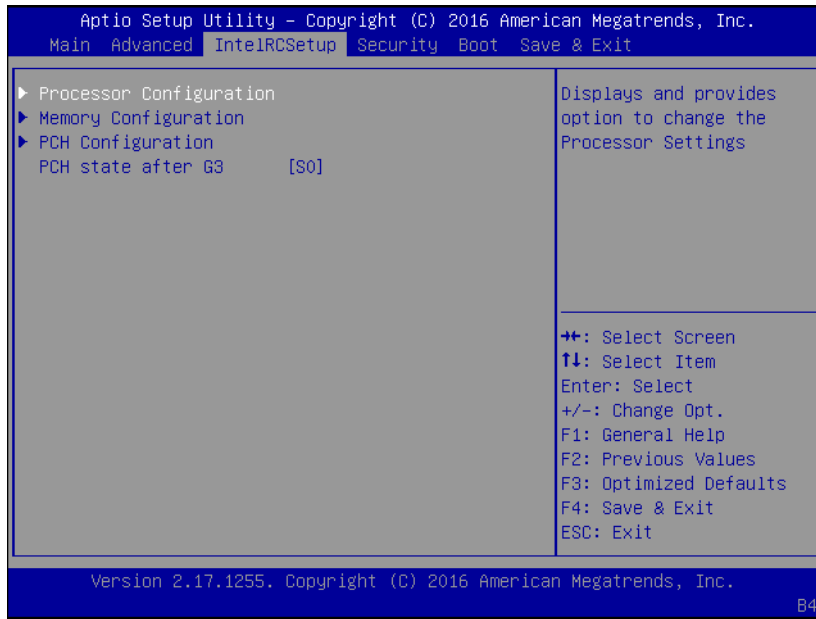 Aptio Setup Utility – Copyright (C) 2016 American Megatrends, Inc.
Main Advanced IntelRCSetup Security Boot Save & Exit
Processor Configuration
Memory Configuration
PCH Configuration
PCH state after G3 [S0]
Displays and provides
option to change the
Processor Settings
→←: Select Screen
↑↓: Select Item
Enter: Select
+/-: Change Opt.
F1: General Help
F2: Previous Values
F3: Optimized Defaults
F4: Save & Exit
ESC: Exit
Version 2.17.1255. Copyright (C) 2016 American Megatrends, Inc.
B4